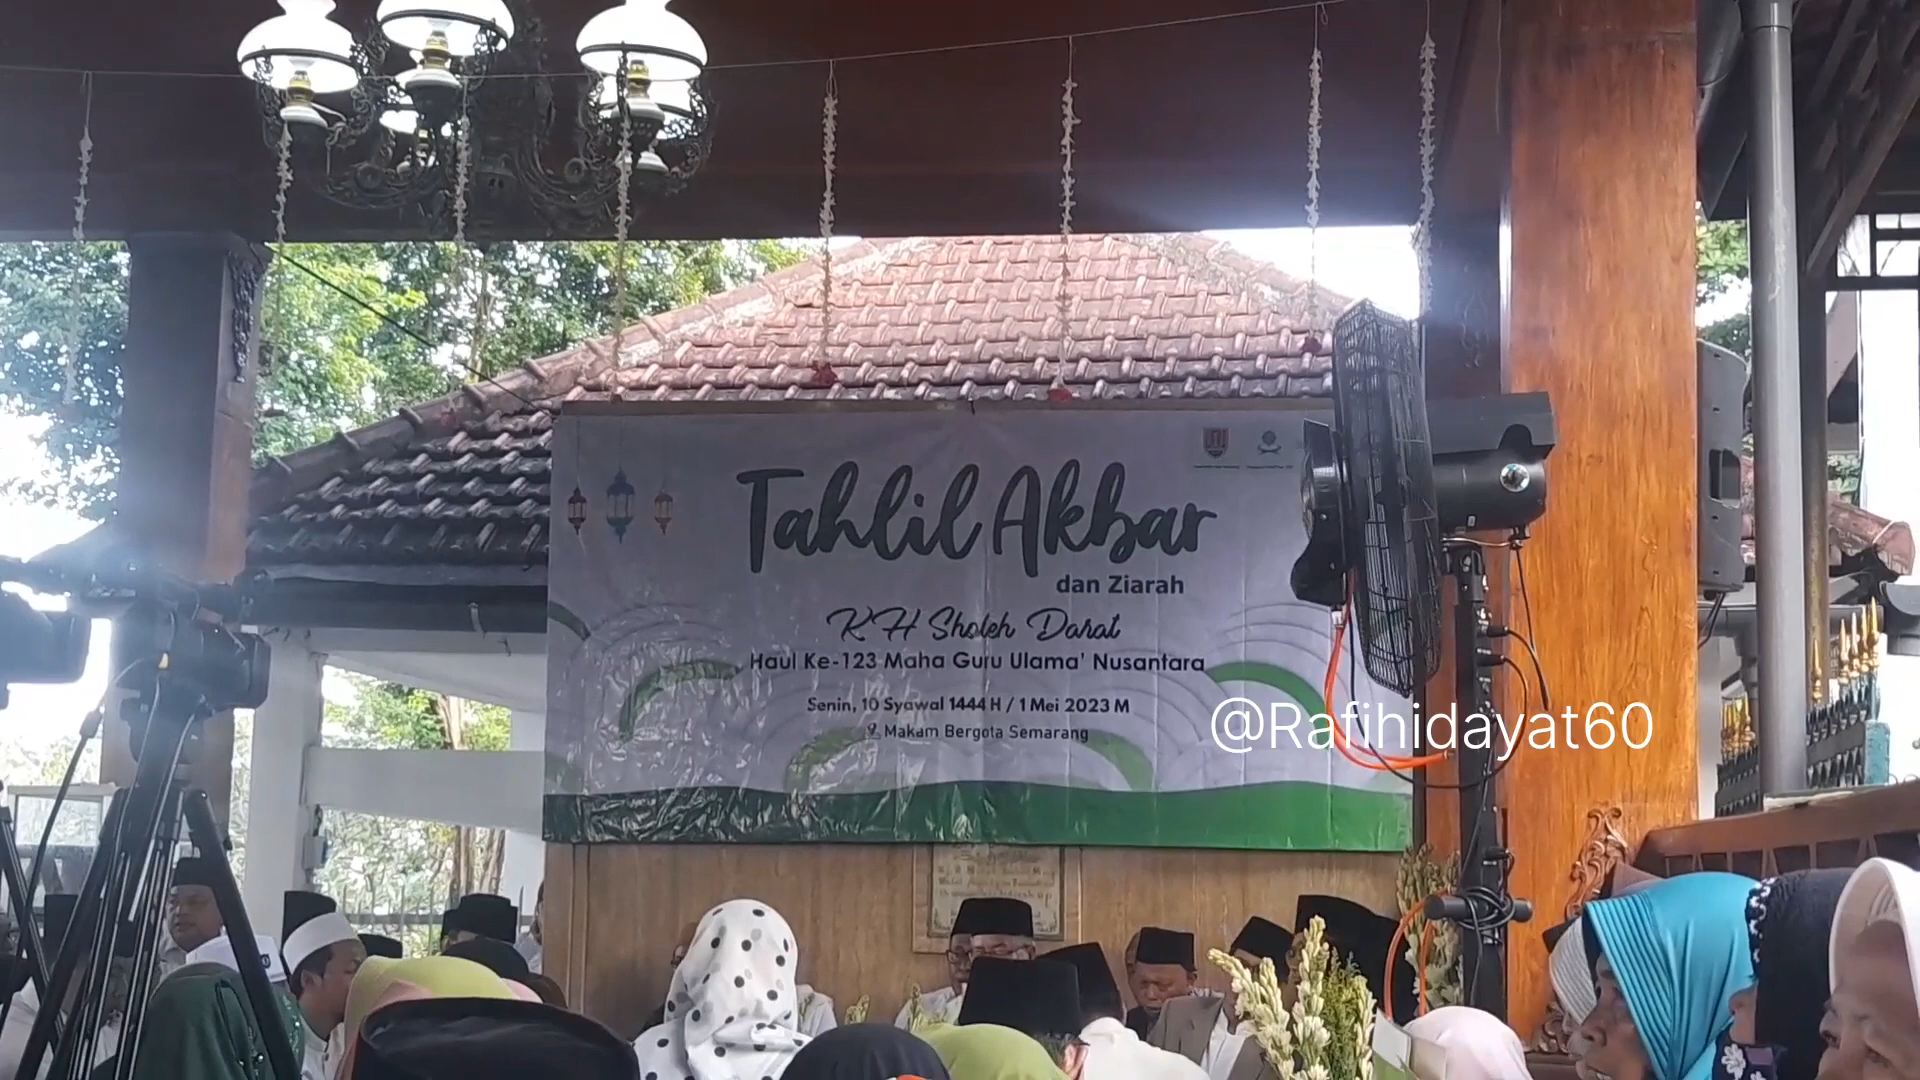 Tahlil Akbar
dan Ziarah
KH Sholeh Darat
Haul Ke-123 Maha Guru Ulama' Nusantara
Senin, 10 Syawal 1444 H / 1 Mei 2023 M
Makam Bergota Semarang
@Rafihidayat60